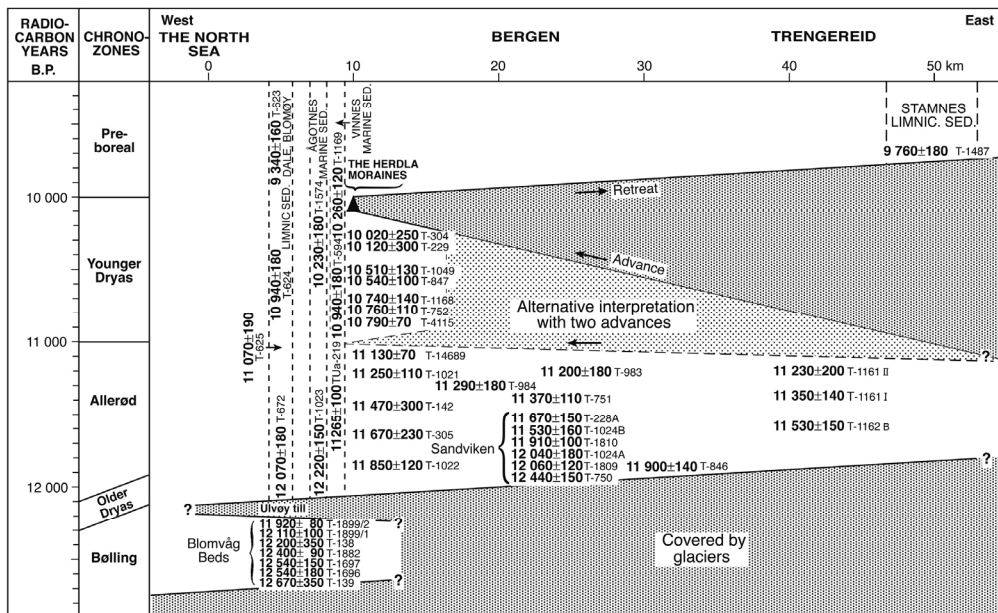 RADIO-
CARBON
YEARS
B.P.
CHRONO-
ZONES
West
East
THE NORTH
SEA
BERGEN
TRENGEREID
0
10
20
30
40
50 km
Pre-
boreal
10 000
Younger
Dryas
11 000
Allerød
12 000
Older
Dryas
Bølling
11 070±190
T-625
9 340±160 T-623
LIMNIC SED. DALE, BLOMØY
10 940±180
T-624
12 070±180 T-672
ÅGOTNES
MARINE SED.
10 230±180 T-1574
12 220±150 T-1023
10 260±120 T-1169
10 940±180 T-594
11265±100 TUa-219
VINNES
MARINE SED.
THE HERDLA
MORAINES
STAMNES
LIMNIC. SED.
9 760±180 T-1487
Retreat
Advance
10 020±250 T-304
10 120±300 T-229
10 510±130 T-1049
10 540±100 T-847
10 740±140 T-1168
10 760±110 T-752
10 790±70 T-4115
Alternative interpretation
with two advances
?
11 130±70 T-14689
11 250±110 T-1021
11 200±180 T-983
11 230±200 T-1161 II
11 290±180 T-984
11 370±110 T-751
11 350±140 T-1161 I
11 470±300 T-142
11 670±150 T-228A
11 530±150 T-1162 B
11 530±160 T-1024B
11 670±230 T-305
Sandviken
11 910±100 T-1810
12 040±180 T-1024A
11 850±120 T-1022
12 060±120 T-1809
11 900±140 T-846
12 440±150 T-750
?
?
Ulvøy till
Blomvåg
Beds
11 920± 80 T-1899/2
?
12 110±100 T-1899/1
12 200±350 T-138
12 400± 90 T-1882
12 540±150 T-1697
12 540±180 T-1696
12 670±350 T-139
?
Covered by
glaciers